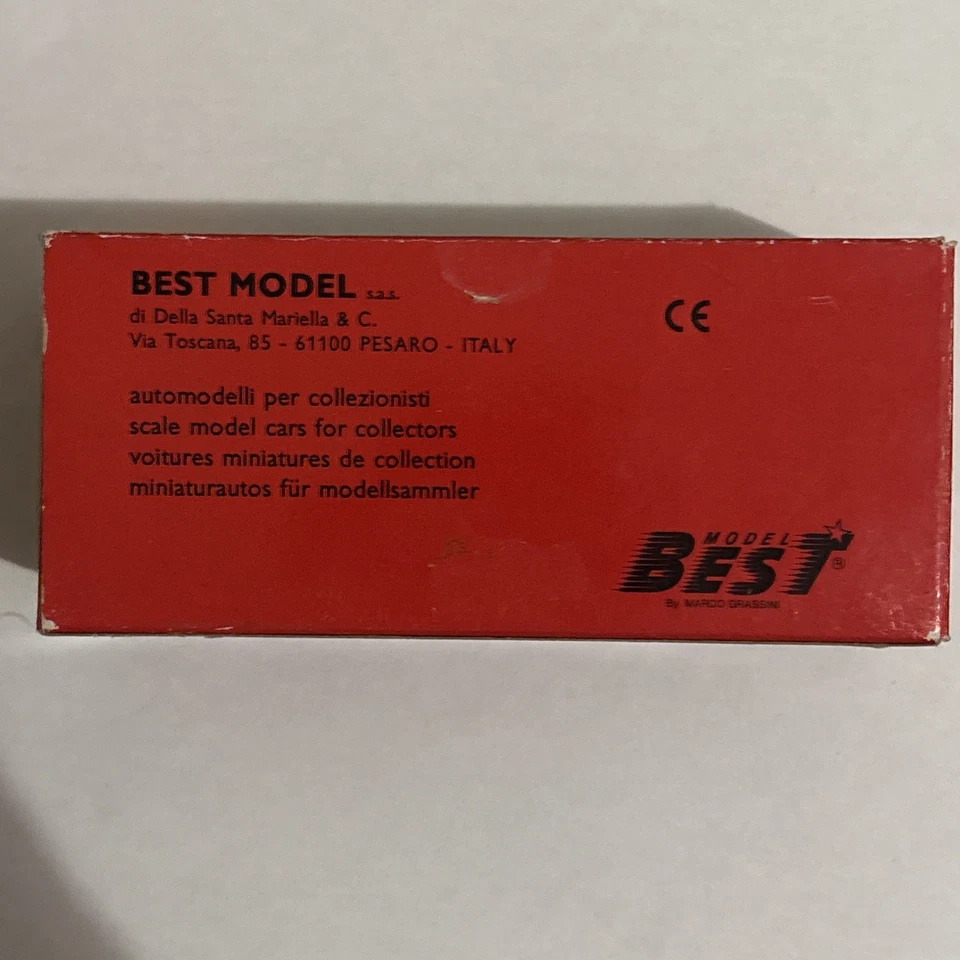 BEST MODEL s.a.s.
di Della Santa Mariella & C.
Via Toscana, 85 - 61100 PESARO - ITALY
CE
automodelli per collezionisti
scale model cars for collectors
voitures miniatures de collection
miniaturautos für modellsammler
MODEL
BEST ®
By MARCO GRASSINI